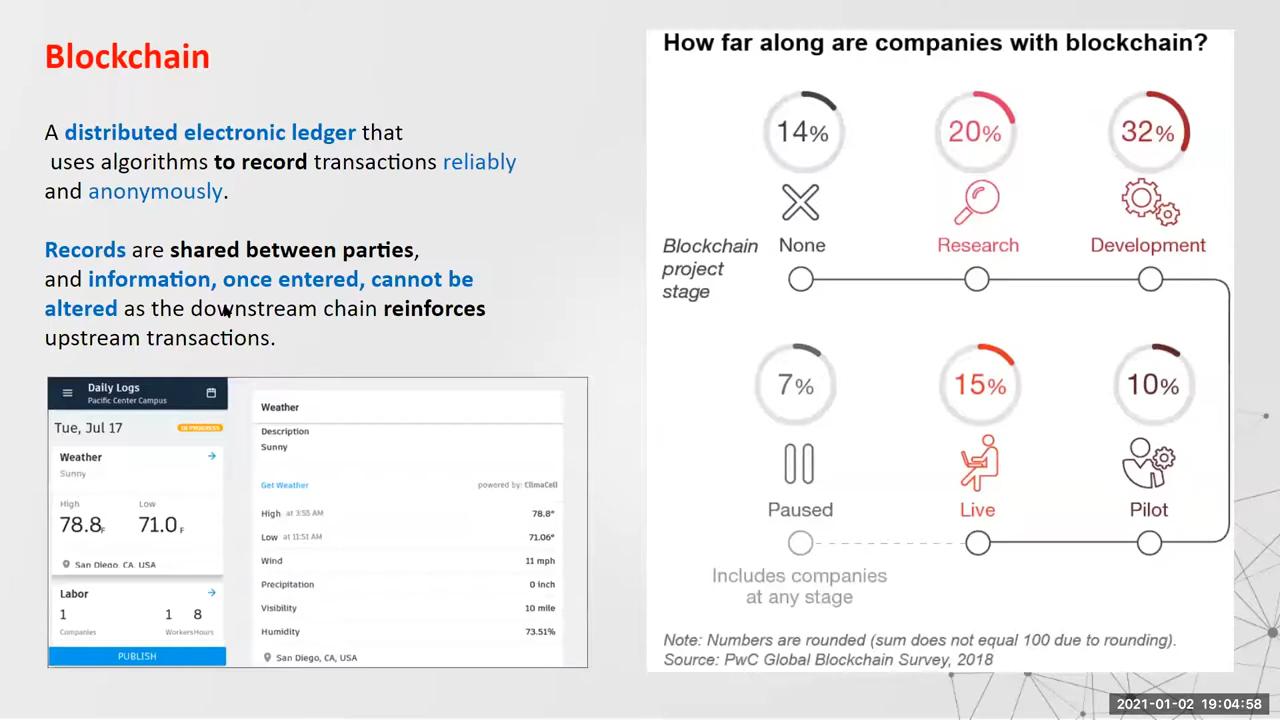 Blockchain
A distributed electronic ledger that
uses algorithms to record transactions reliably
and anonymously.
Records are shared between parties,
and information, once entered, cannot be
altered as the downstream chain reinforces
upstream transactions.
Daily Logs
Pacific Center Campus
Tue, Jul 17
IN PROGRESS
Weather
Sunny
High Low
78.8F 71.0F
San Diego, CA, USA
Labor
1 1 8
Companies Workers Hours
PUBLISH
Weather
Description
Sunny
Get Weather powered by: ClimaCell
High at 3:55 AM 78.8°
Low at 11:51 AM 71.06°
Wind 11 mph
Precipitation 0 inch
Visibility 10 mile
Humidity 73.51%
San Diego, CA, USA
How far along are companies with blockchain?
14% 20% 32%
None Research Development
Blockchain
project
stage
7% 15% 10%
Paused Live Pilot
Includes companies
at any stage
Note: Numbers are rounded (sum does not equal 100 due to rounding).
Source: PwC Global Blockchain Survey, 2018
2021-01-02 19:04:58